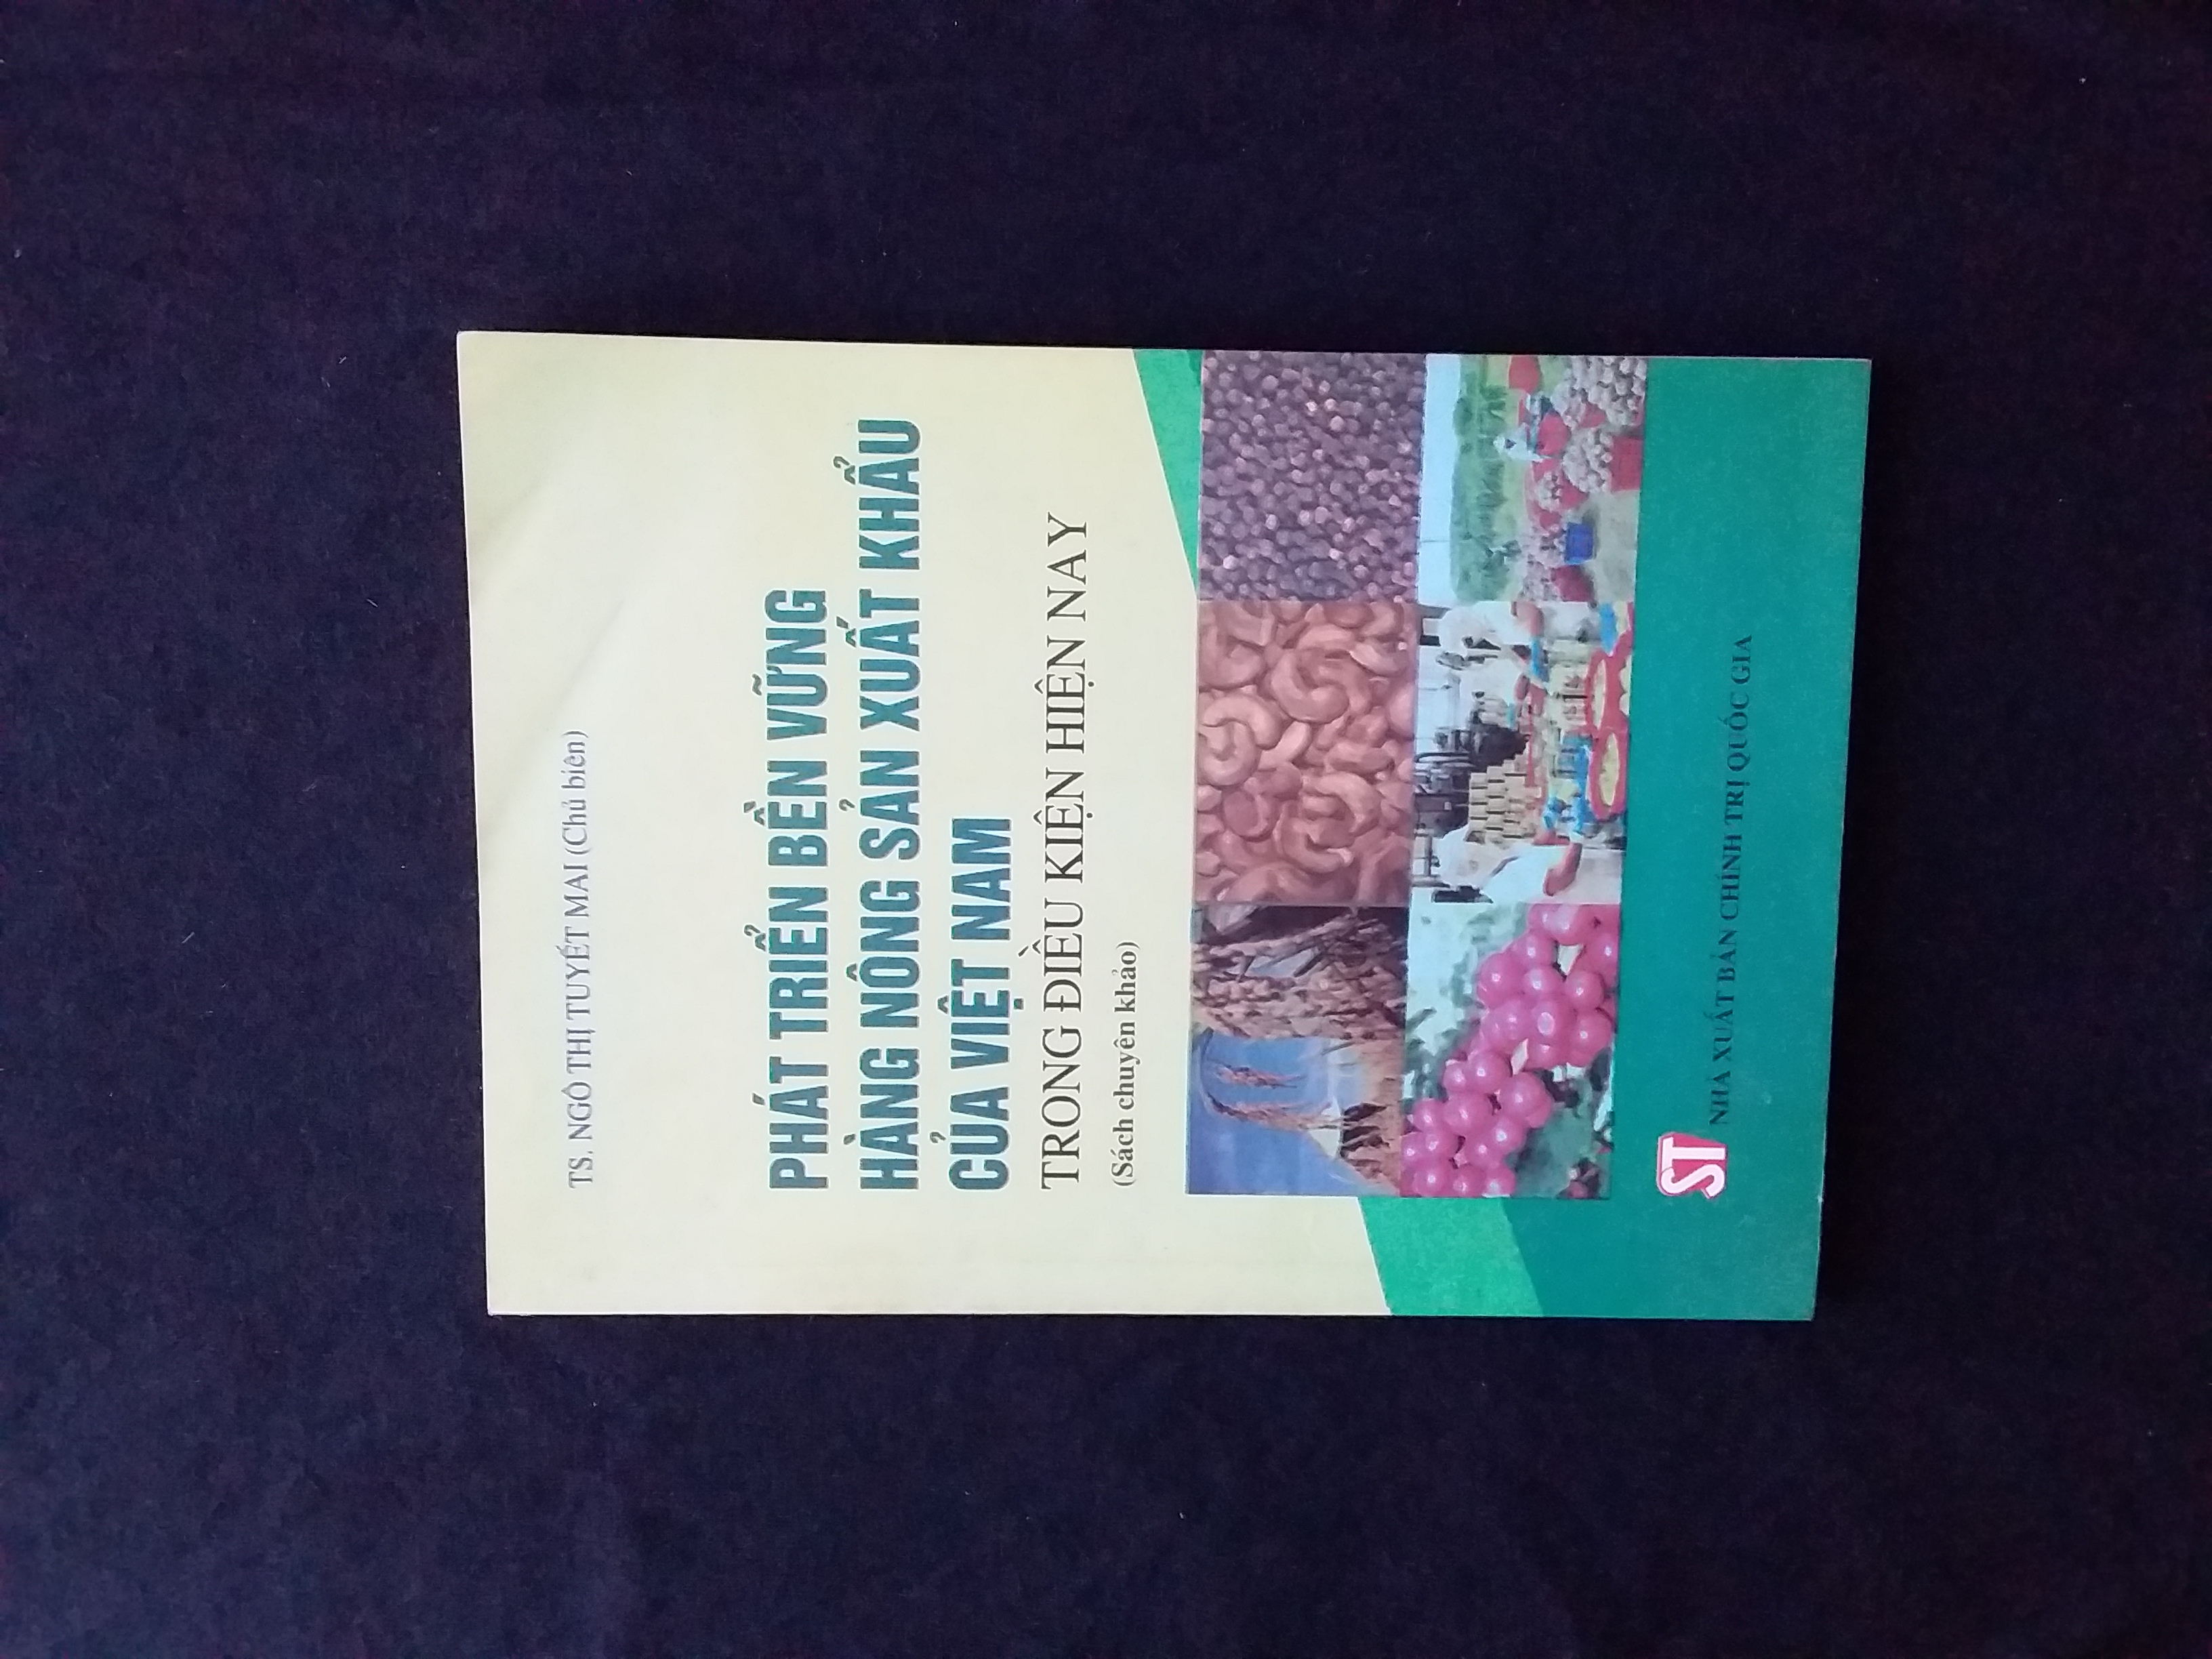 TS. NGÔ THỊ TUYẾT MAI (Chủ biên)
PHÁT TRIỂN BỀN VỮNG
HÀNG NÔNG SẢN XUẤT KHẨU
CỦA VIỆT NAM
TRONG ĐIỀU KIỆN HIỆN NAY
(Sách chuyên khảo)
ST
NHÀ XUẤT BẢN CHÍNH TRỊ QUỐC GIA